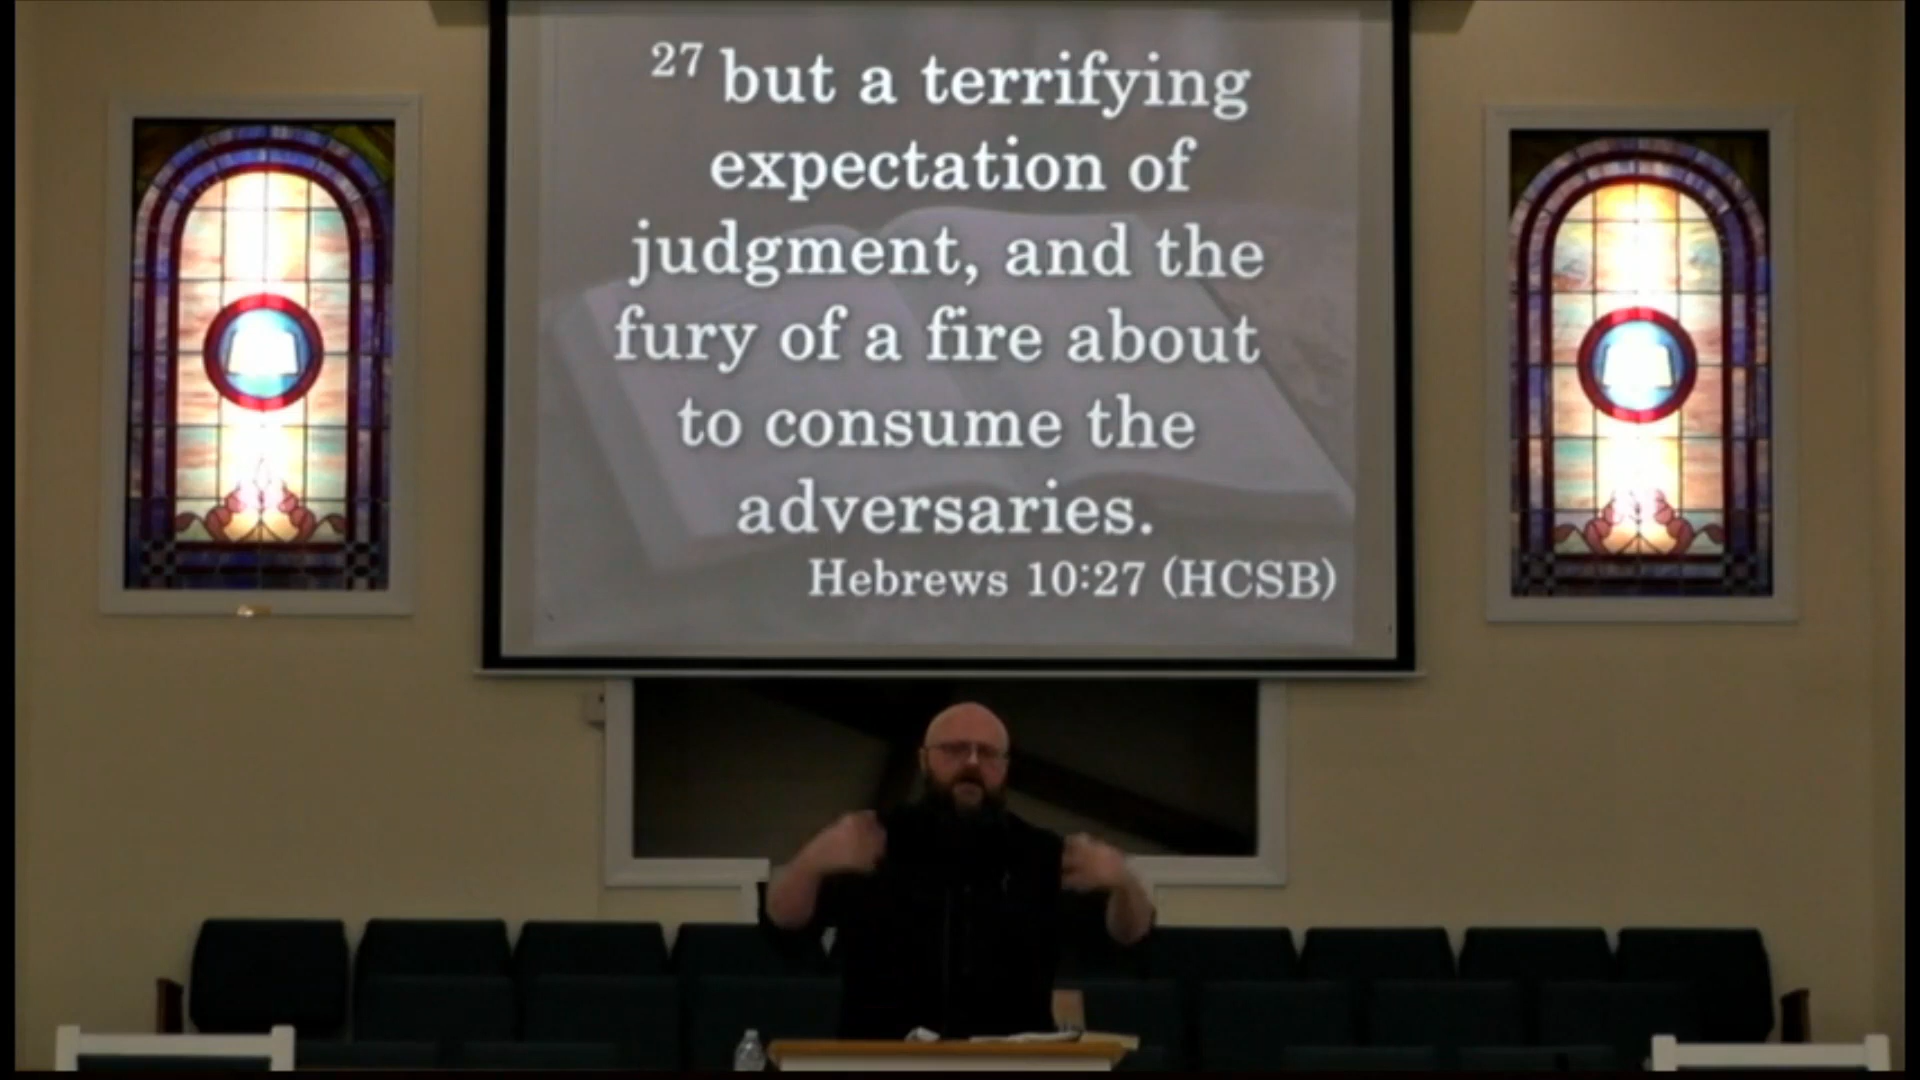 27 but a terrifying
expectation of
judgment, and the
fury of a fire about
to consume the
adversaries.
Hebrews 10:27 (HCSB)